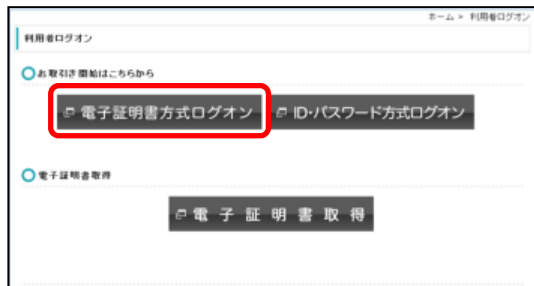 ホーム > 利用者ログオン
利用者ログオン
お取引き開始はこちらから
電子証明書方式ログオン
ID・パスワード方式ログオン
電子証明書取得
電子証明書取得